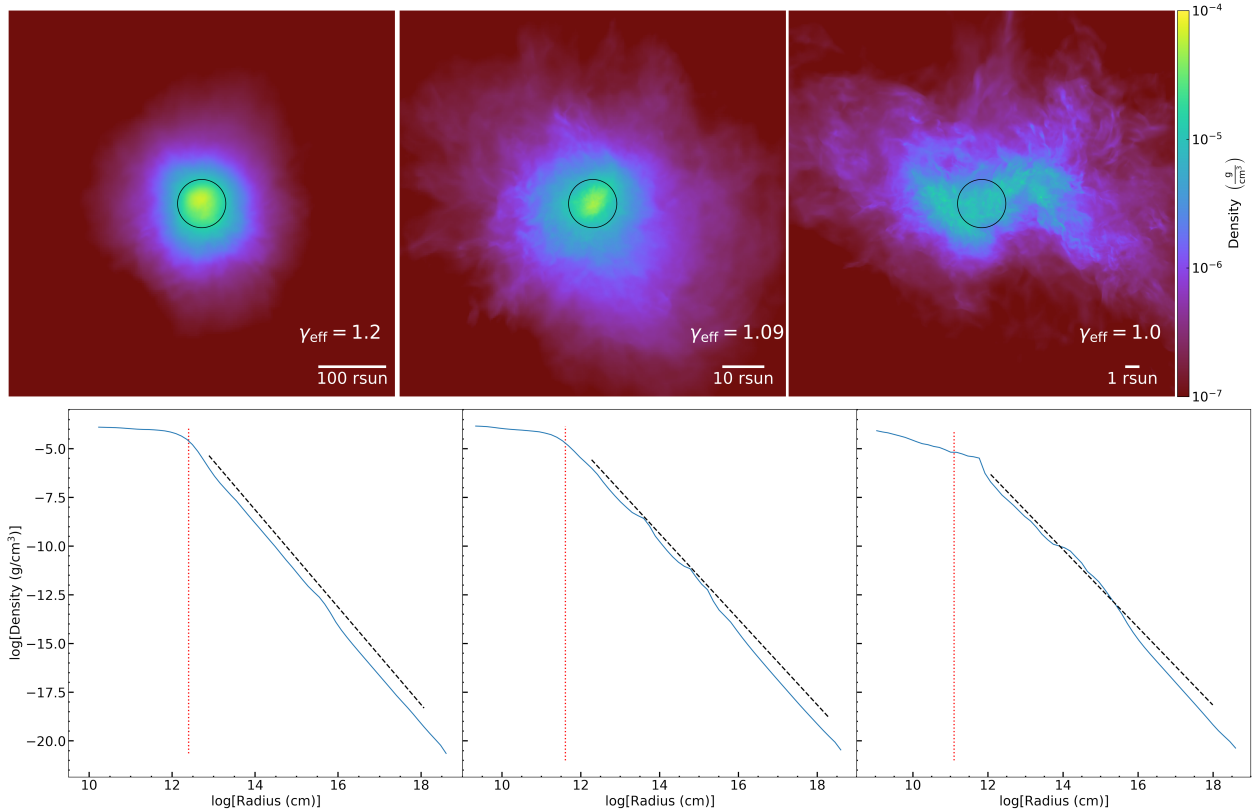 γeff = 1.2
100 rsun
γeff = 1.09
10 rsun
γeff = 1.0
1 rsun
10−4
10−5
10−6
10−7
Density (g/cm3)
−5.0
−7.5
−10.0
−12.5
−15.0
−17.5
−20.0
log[Density (g/cm3)]
10 12 14 16 18
10 12 14 16 18
10 12 14 16 18
log[Radius (cm)] log[Radius (cm)] log[Radius (cm)]